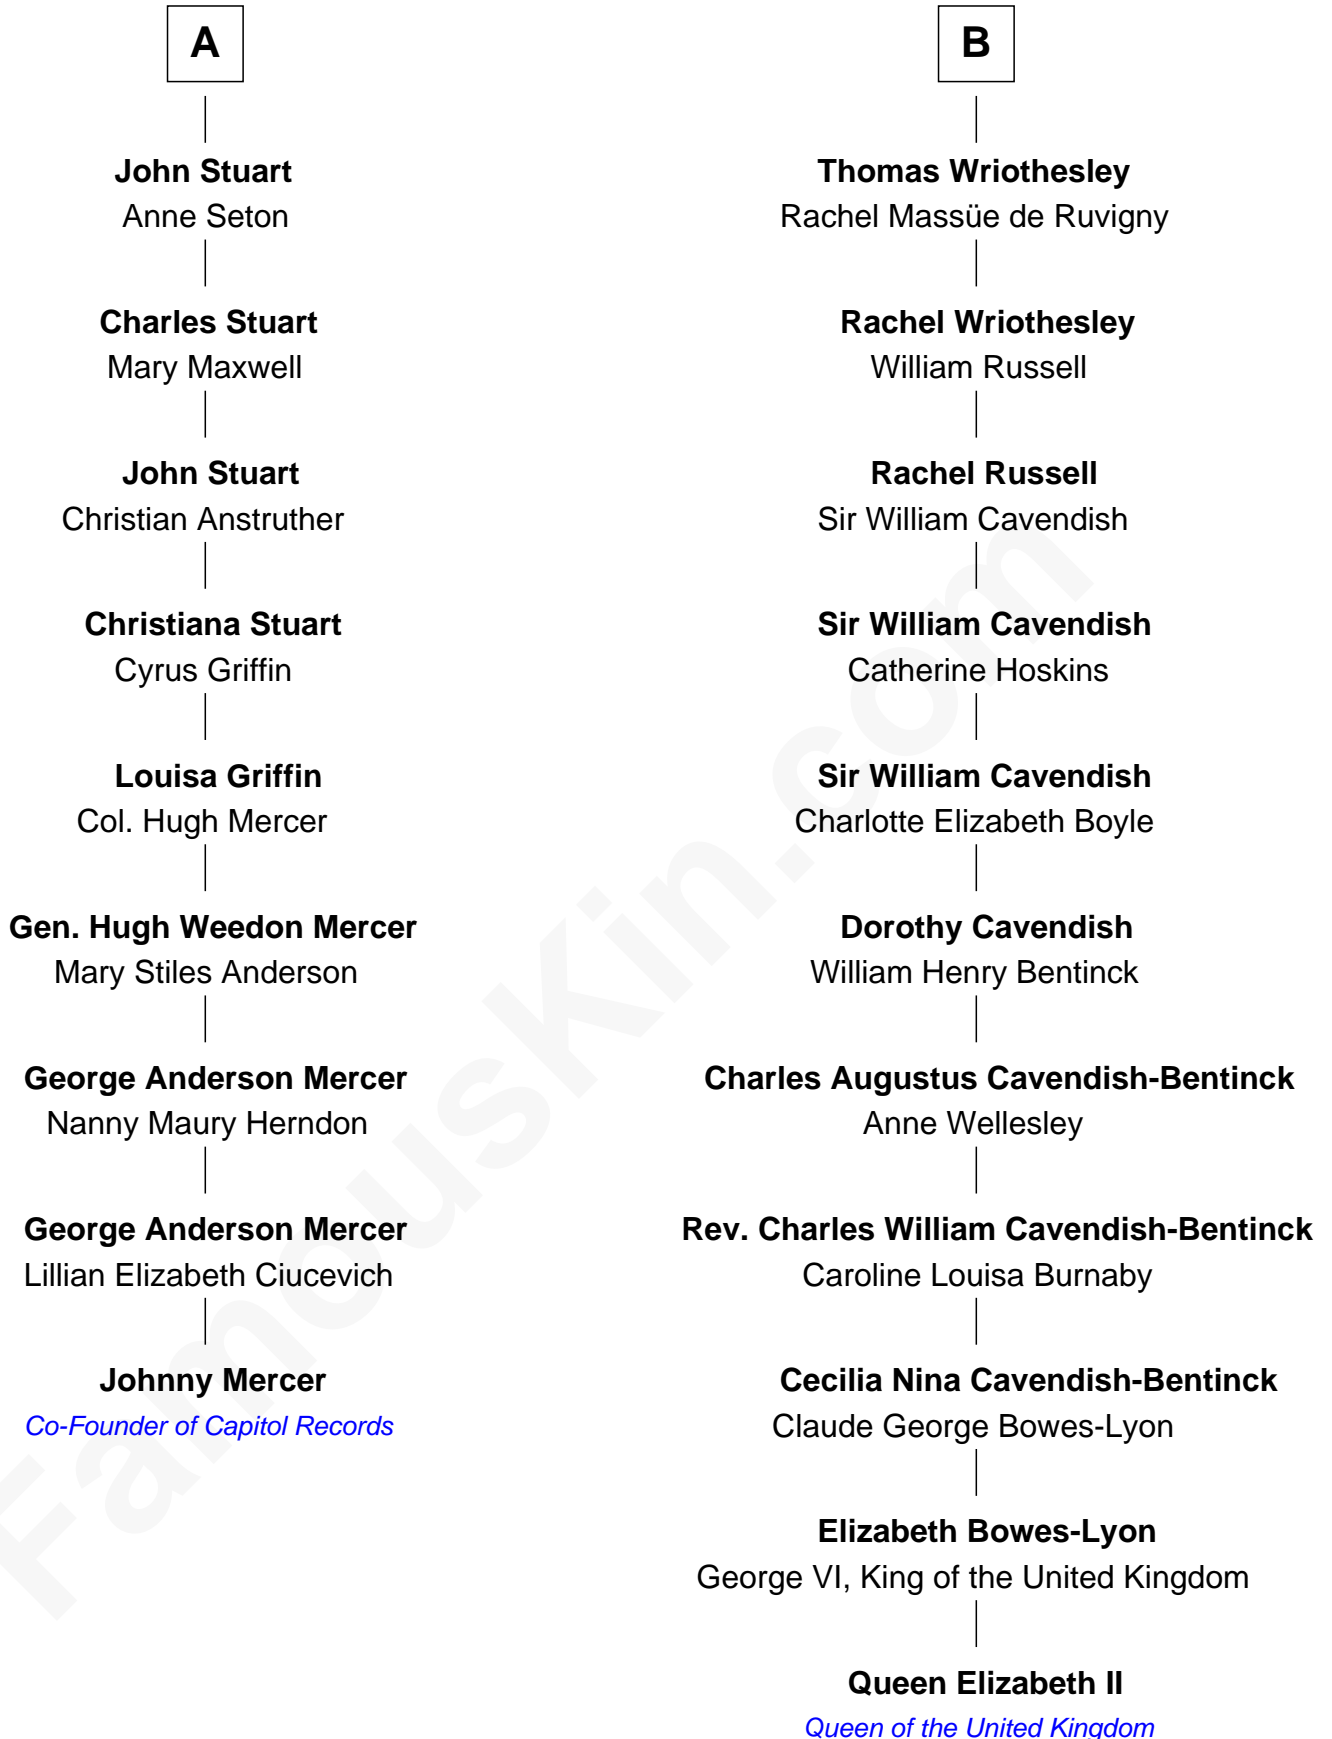 A
John Stuart
Anne Seton
Charles Stuart
Mary Maxwell
John Stuart
Christian Anstruther
Christiana Stuart
Cyrus Griffin
Louisa Griffin
Col. Hugh Mercer
Gen. Hugh Weedon Mercer
Mary Stiles Anderson
George Anderson Mercer
Nanny Maury Herndon
George Anderson Mercer
Lillian Elizabeth Ciucevich
Johnny Mercer
Co-Founder of Capitol Records
B
Thomas Wriothesley
Rachel Massüe de Ruvigny
Rachel Wriothesley
William Russell
Rachel Russell
Sir William Cavendish
Sir William Cavendish
Catherine Hoskins
Sir William Cavendish
Charlotte Elizabeth Boyle
Dorothy Cavendish
William Henry Bentinck
Charles Augustus Cavendish-Bentinck
Anne Wellesley
Rev. Charles William Cavendish-Bentinck
Caroline Louisa Burnaby
Cecilia Nina Cavendish-Bentinck
Claude George Bowes-Lyon
Elizabeth Bowes-Lyon
George VI, King of the United Kingdom
Queen Elizabeth II
Queen of the United Kingdom
FamousKin.com